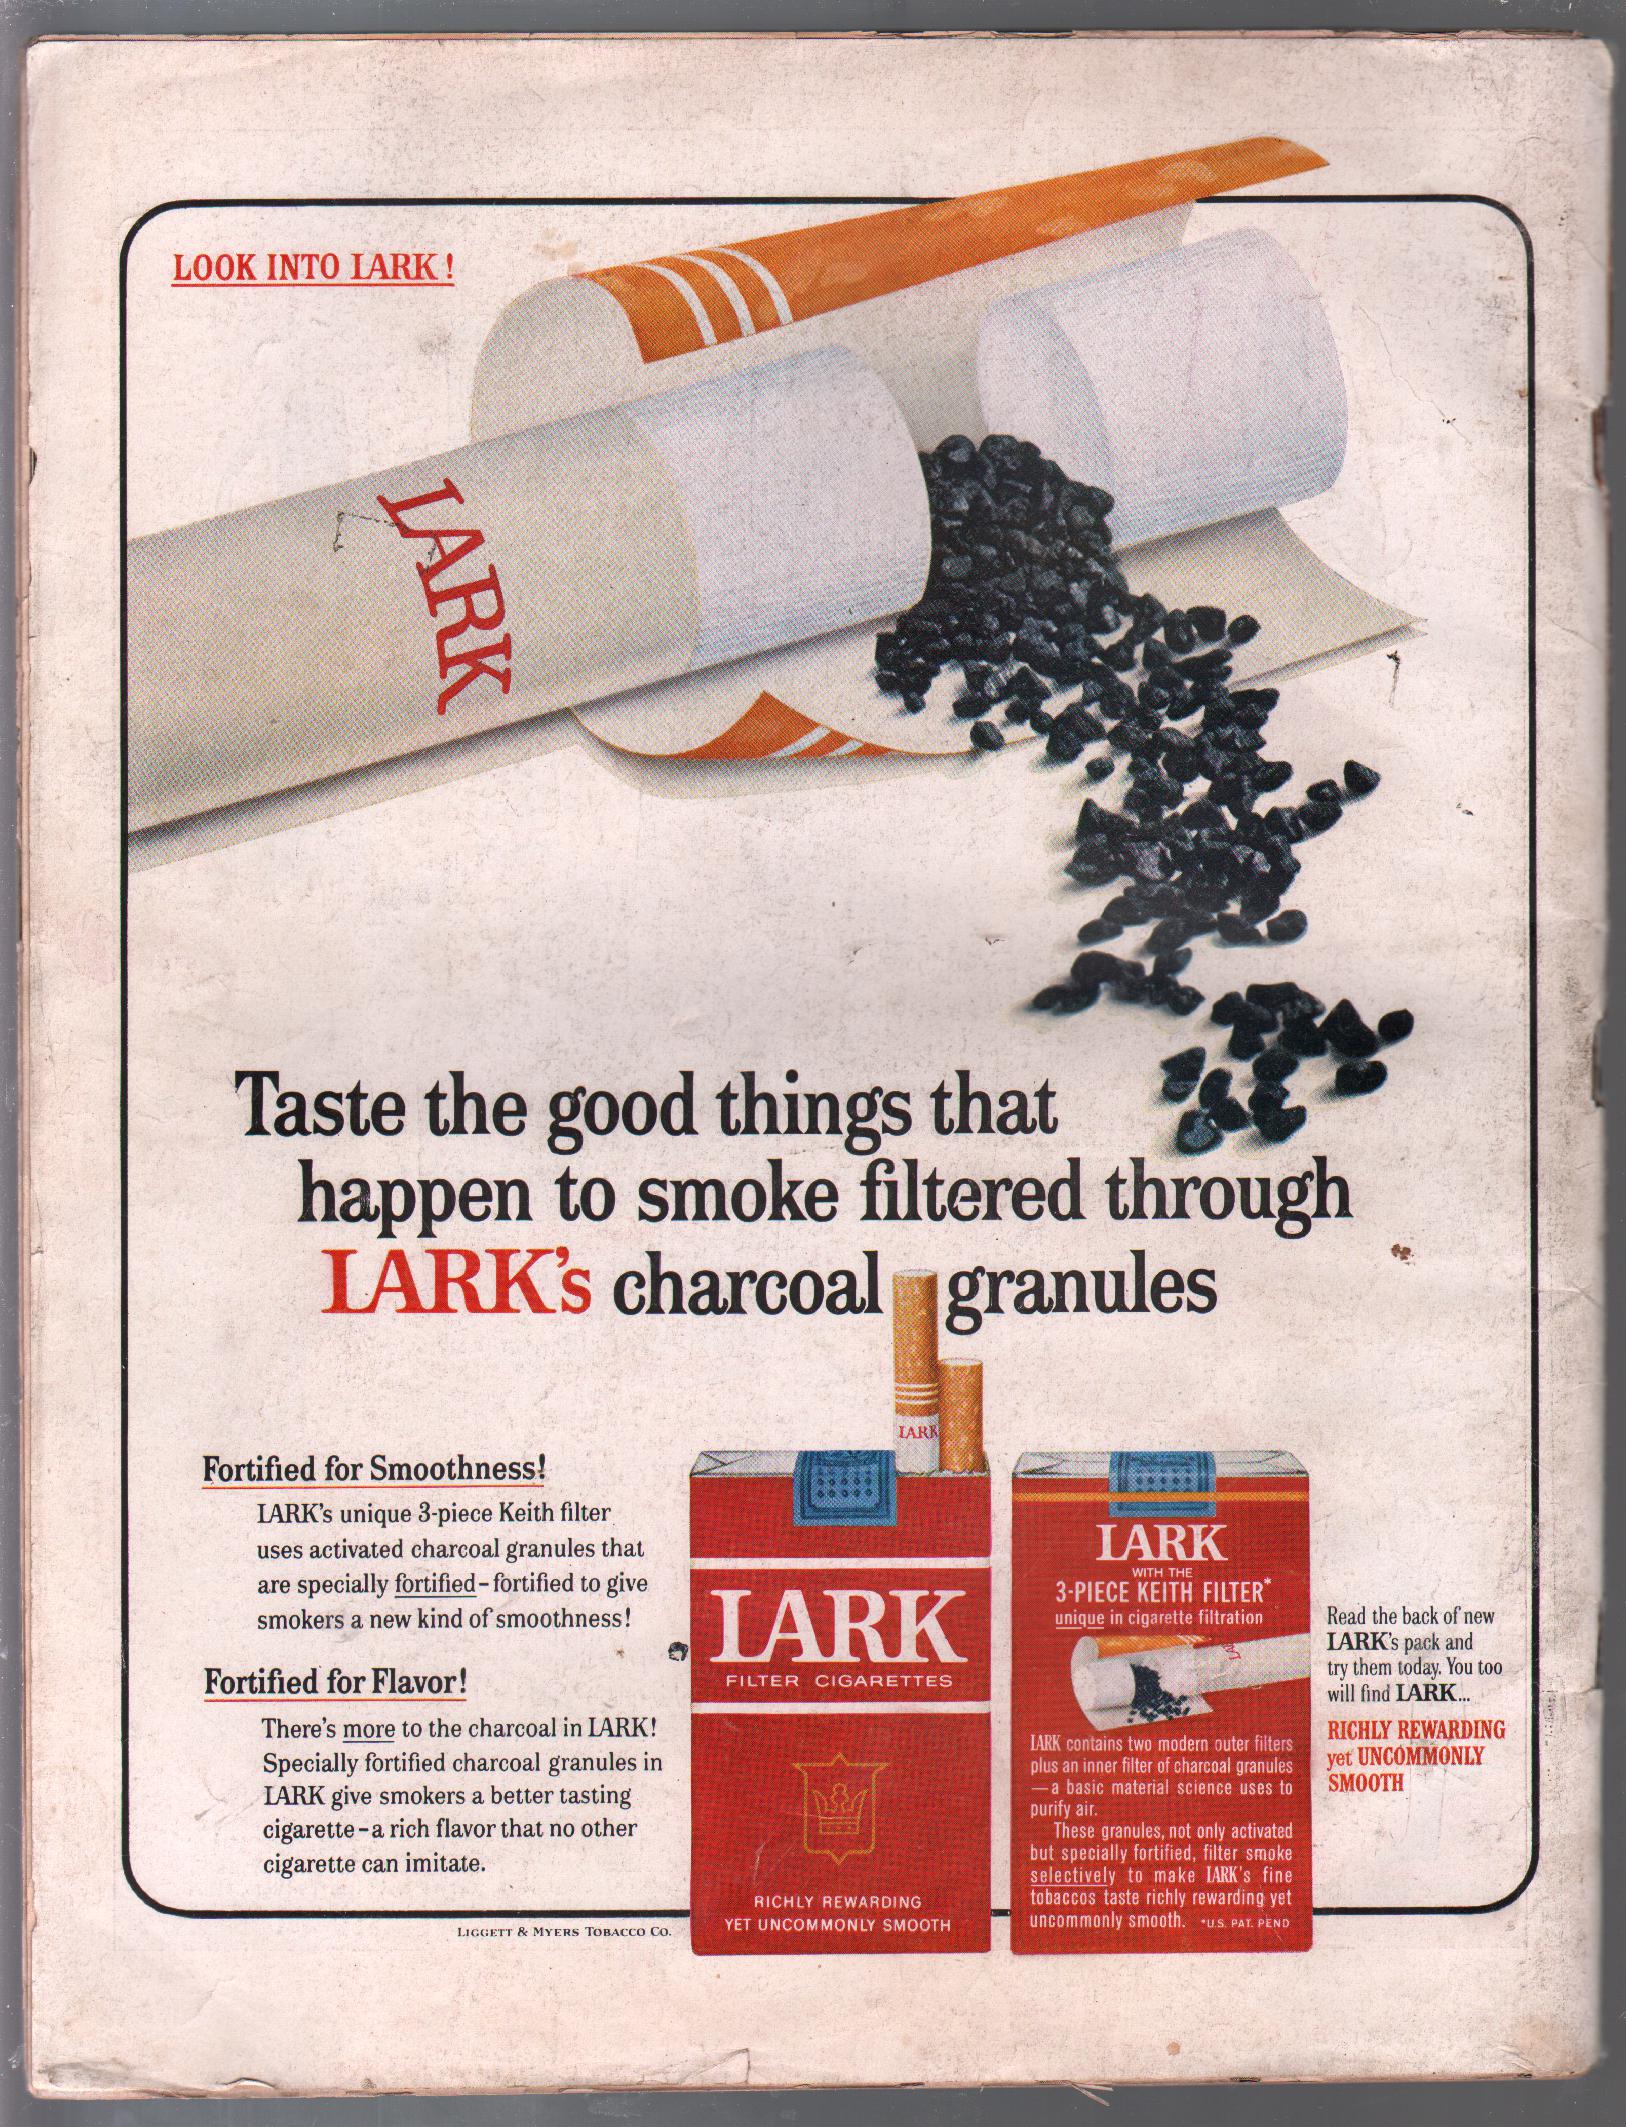 LOOK INTO LARK!
LARK
Taste the good things that
happen to smoke filtered through
LARK's charcoal granules
LARK
Fortified for Smoothness!
LARK's unique 3-piece Keith filter
uses activated charcoal granules that
are specially fortified–fortified to give
smokers a new kind of smoothness!
Fortified for Flavor!
There's more to the charcoal in LARK!
Specially fortified charcoal granules in
LARK give smokers a better tasting
cigarette–a rich flavor that no other
cigarette can imitate.
LIGGETT & MYERS TOBACCO CO.
LARK
FILTER CIGARETTES
RICHLY REWARDING
YET UNCOMMONLY SMOOTH
LARK
WITH THE
3-PIECE KEITH FILTER*
unique in cigarette filtration
LARK
LARK contains two modern outer filters
plus an inner filter of charcoal granules
—a basic material science uses to
purify air.
These granules, not only activated
but specially fortified, filter smoke
selectively to make LARK's fine
tobaccos taste richly rewarding yet
uncommonly smooth. *U.S. PAT. PEND
Read the back of new
LARK's pack and
try them today. You too
will find LARK...
RICHLY REWARDING
yet UNCOMMONLY
SMOOTH